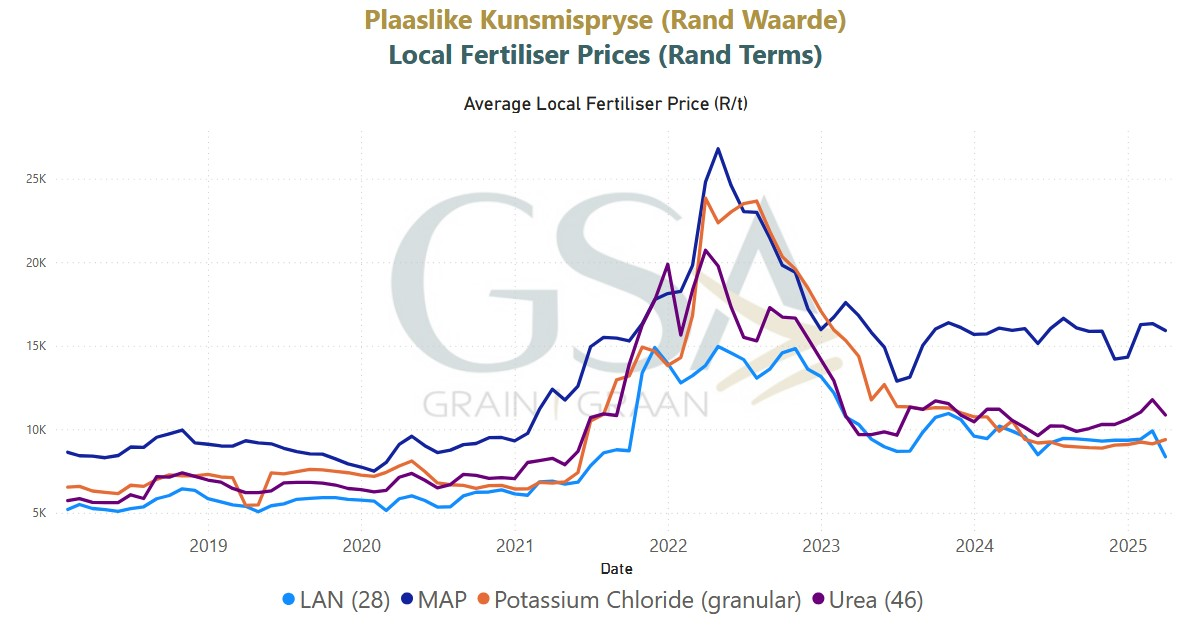 Plaaslike Kunsmispryse (Rand Waarde)
Local Fertiliser Prices (Rand Terms)
Average Local Fertiliser Price (R/t)
25K
20K
15K
10K
5K
GSA
GRAIN | GRAAN
2019 2020 2021 2022 2023 2024 2025
Date
LAN (28) MAP Potassium Chloride (granular) Urea (46)